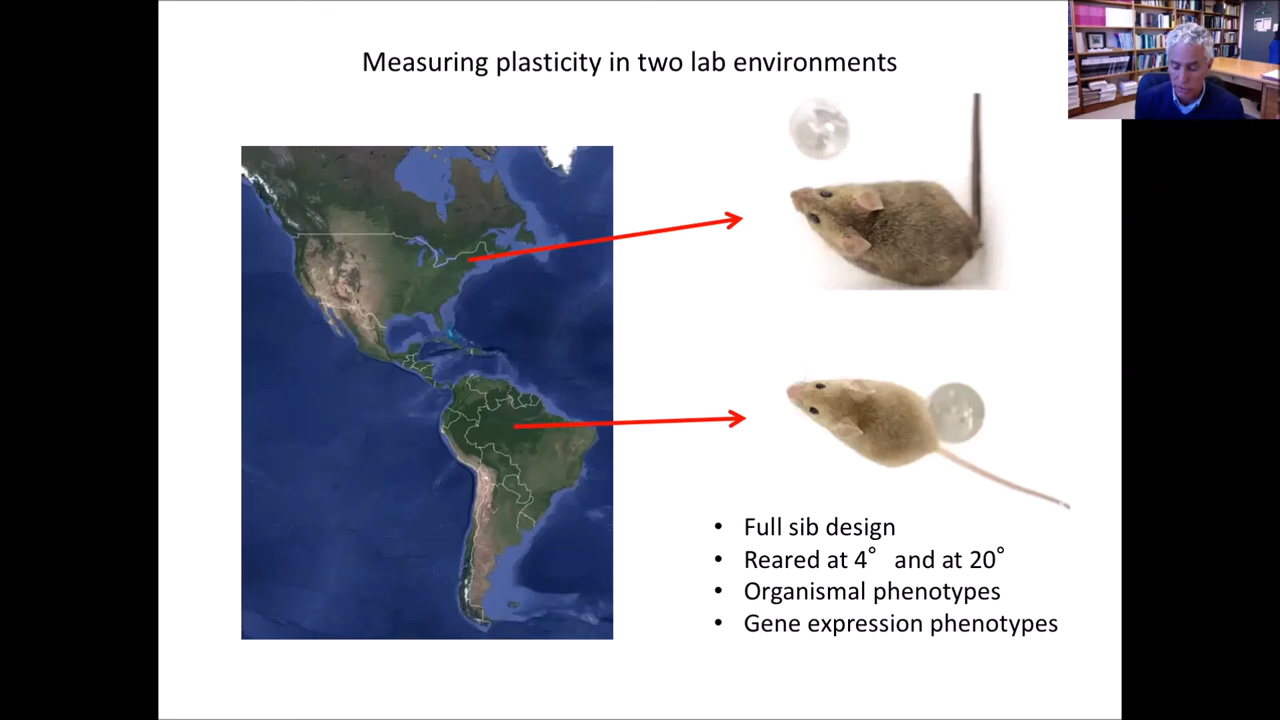 Measuring plasticity in two lab environments
• Full sib design
• Reared at 4° and at 20°
• Organismal phenotypes
• Gene expression phenotypes